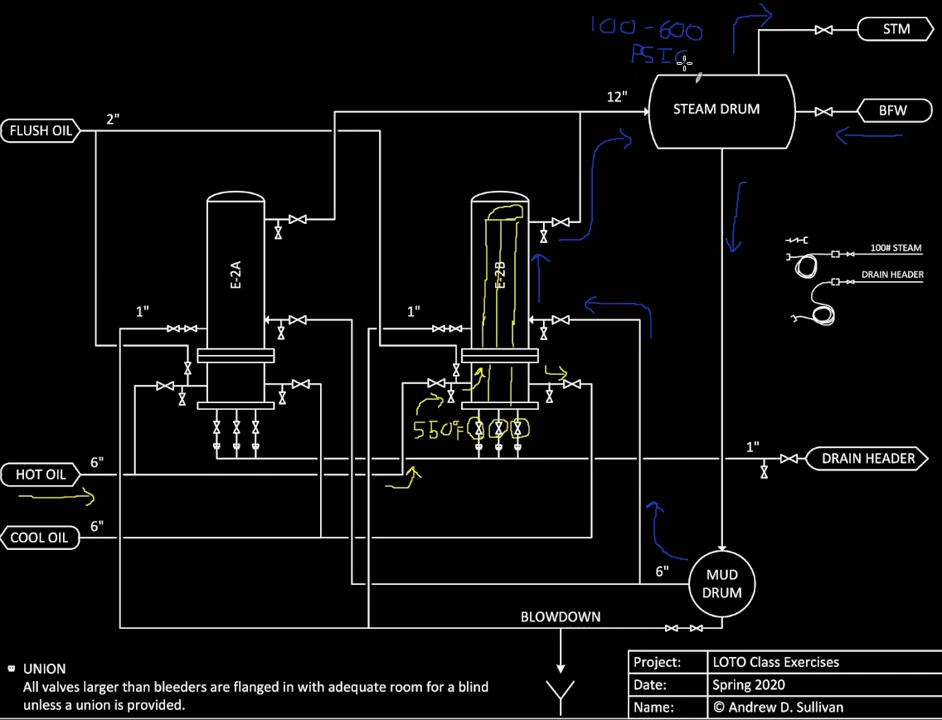 100-600
PSIG
STM
12"
STEAM DRUM
BFW
FLUSH OIL
2"
E-2A
E-2B
100# STEAM
DRAIN HEADER
1"
1"
550°F
HOT OIL
6"
1"
DRAIN HEADER
COOL OIL
6"
6"
MUD
DRUM
BLOWDOWN
UNION
All valves larger than bleeders are flanged in with adequate room for a blind
unless a union is provided.
Project: LOTO Class Exercises
Date: Spring 2020
Name: © Andrew D. Sullivan